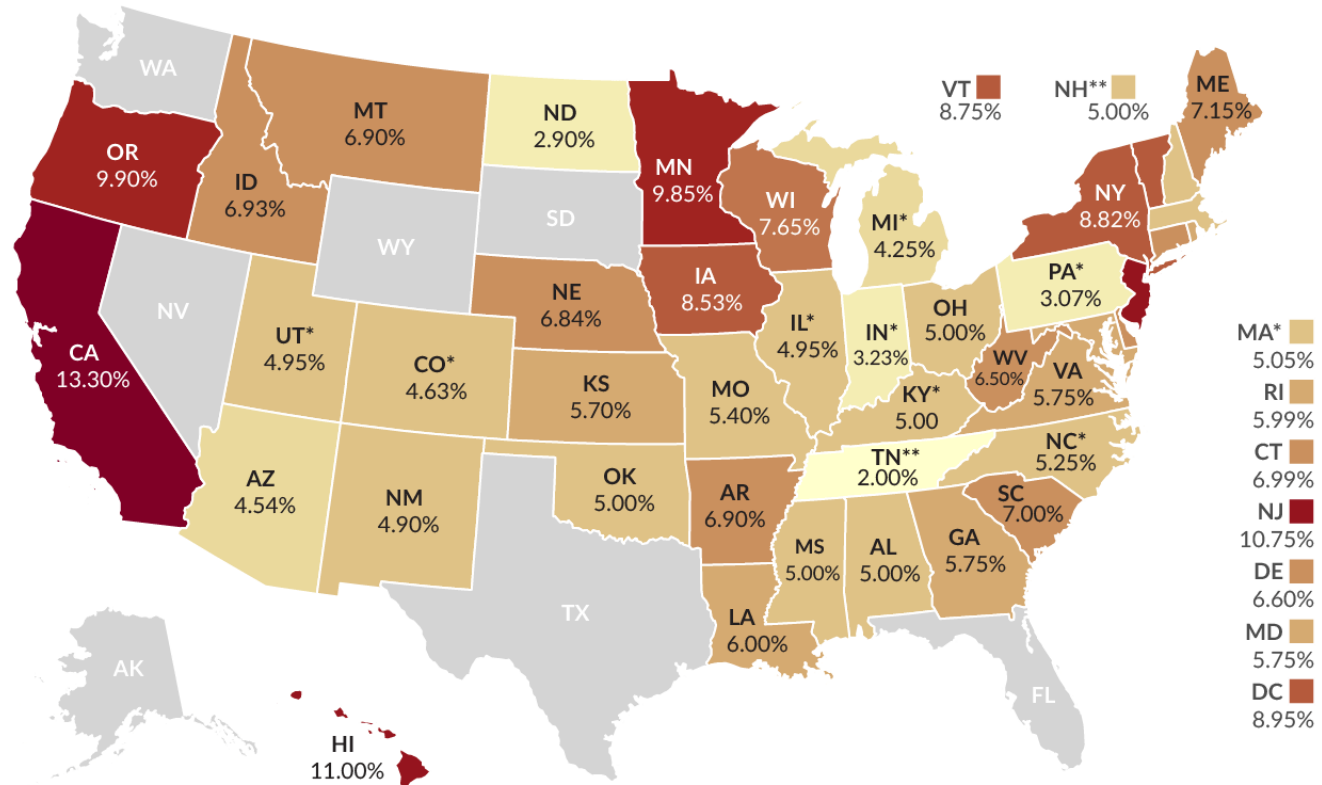 WA
MT
6.90%
ND
2.90%
VT
8.75%
NH**
5.00%
ME
7.15%
OR
9.90%
ID
6.93%
MN
9.85%
WI
7.65%
MI*
4.25%
NY
8.82%
SD
WY
IA
8.53%
NE
6.84%
PA*
3.07%
NV
UT*
4.95%
CO*
4.63%
CA
13.30%
KS
5.70%
MO
5.40%
IL*
4.95%
IN*
3.23%
OH
5.00%
WV
6.50%
VA
5.75%
KY*
5.00
NC*
5.25%
TN**
2.00%
AZ
4.54%
NM
4.90%
OK
5.00%
AR
6.90%
SC
7.00%
MS
5.00%
AL
5.00%
GA
5.75%
TX
LA
6.00%
AK
FL
HI
11.00%
MA*
5.05%
RI
5.99%
CT
6.99%
NJ
10.75%
DE
6.60%
MD
5.75%
DC
8.95%